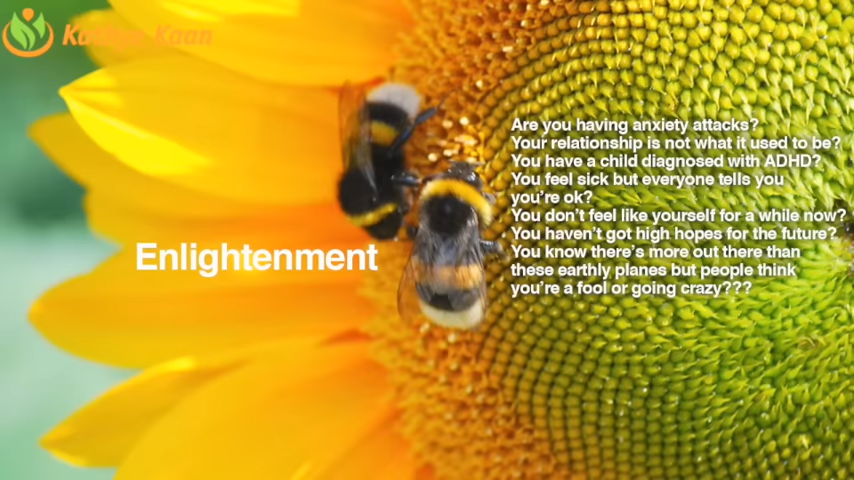 Kaan
Are you having anxiety attacks?
Your relationship is not what it used to be?
You have a child diagnosed with ADHD?
You feel sick but everyone tells you
you're ok?
You don't feel like yourself for a while now?
You haven't got high hopes for the future?
You know there's more out there than
these earthly planes but people think
you're a fool or going crazy???
Enlightenment